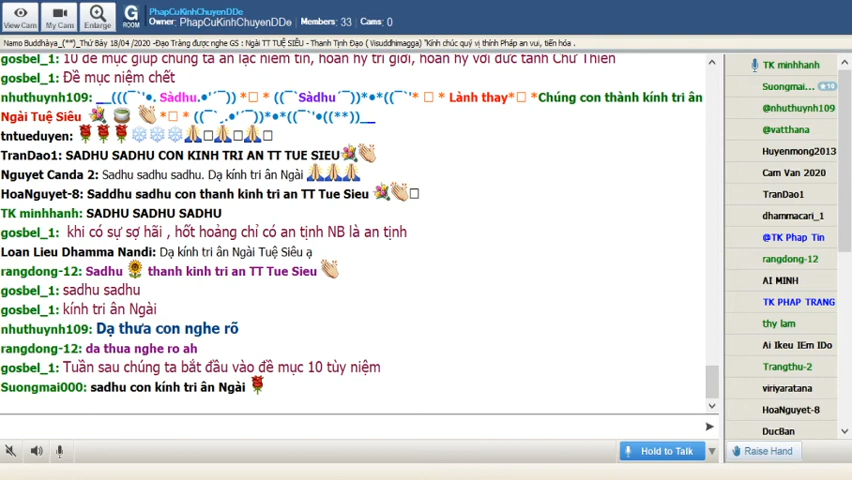 PhapCuKinhChuyenDDe
Owner: PhapCuKinhChuyenDDe Members: 33 Cams: 0
View Cam My Cam Enlarge G ROOM
Namo Buddhàya_(**)_Thứ Bảy 18/04 /2020 -Đạo Tràng được nghe GS : Ngài TT TUỆ SIÊU - Thanh Tịnh Đạo ( Visuddhimagga) "Kính chúc quý vị thính Pháp an vui, tiến hóa .
gosbel_1: 10 đề mục giúp chúng ta an lạc niềm tin, hoan hỷ trì giới, hoan hỷ với đức tánh Chư Thiên
gosbel_1: Đề mục niệm chết
nhuthuynh109: __(((¯`'•. Sàdhu.•'´¯)) *□ * ((¯`Sàdhu´¯))*•*((¯`'* □ * Lành thay*□ *Chúng con thành kính tri ân
Ngài Tuệ Siêu *□ * ((¯`._.•'´¯))*•*((¯`'•((**))__
tntueduyen:
TranDao1: SADHU SADHU CON KINH TRI AN TT TUE SIEU
Nguyet Canda 2: Sadhu sadhu sadhu. Dạ kính tri ân Ngài
HoaNguyet-8: Saddhu sadhu con thanh kinh tri an TT Tue Sieu
TK minhhanh: SADHU SADHU SADHU
gosbel_1: khi có sự sợ hãi , hốt hoảng chỉ có an tịnh NB là an tịnh
Loan Lieu Dhamma Nandi: Dạ kính tri ân Ngài Tuệ Siêu ạ
rangdong-12: Sadhu thanh kinh tri an TT Tue Sieu
gosbel_1: sadhu sadhu
gosbel_1: kính tri ân Ngài
nhuthuynh109: Dạ thưa con nghe rõ
rangdong-12: da thua nghe ro ah
gosbel_1: Tuần sau chúng ta bắt đầu vào đề mục 10 tùy niệm
Suongmai000: sadhu con kính tri ân Ngài
Hold to Talk
TK minhhanh
Suongmai... ★10
@nhuthuynh109
@vatthana
Huyenmong2013
Cam Van 2020
TranDao1
dhammacari_1
@TK Phap Tin
rangdong-12
AI MINH
TK PHAP TRANG
thy lam
Ai Ikeu IEm IDo
Trangthu-2
viriyaratana
HoaNguyet-8
DucBan
Raise Hand